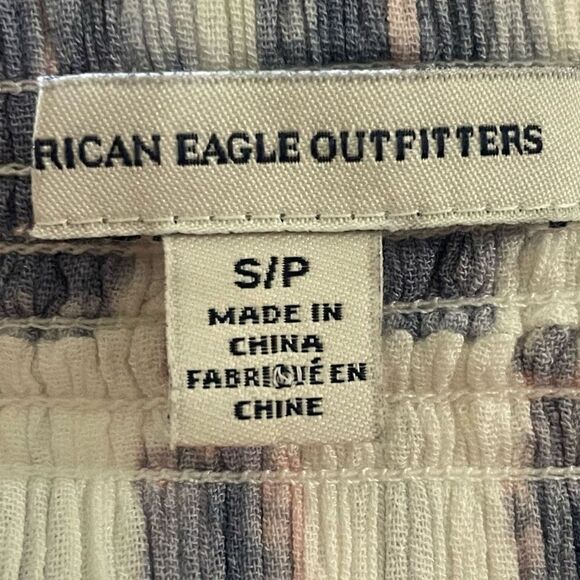 RICAN EAGLE OUTFITTERS
S/P
MADE IN
CHINA
FABRIQUÉ EN
CHINE